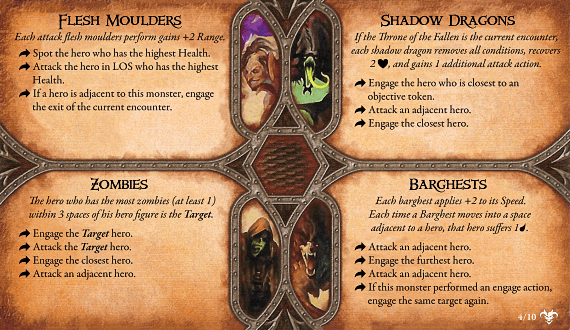 FLESH MOULDERS
Each attack flesh moulders perform gains +2 Range.
Spot the hero who has the highest Health.
Attack the hero in LOS who has the highest
Health.
If a hero is adjacent to this monster, engage
the exit of the current encounter.
SHADOW DRAGONS
If the Throne of the Fallen is the current encounter,
each shadow dragon removes all conditions, recovers
2 ♥, and gains 1 additional attack action.
Engage the hero who is closest to an
objective token.
Attack an adjacent hero.
Engage the closest hero.
ZOMBIES
The hero who has the most zombies (at least 1)
within 3 spaces of his hero figure is the Target.
Engage the Target hero.
Attack the Target hero.
Engage the closest hero.
Attack an adjacent hero.
BARGHESTS
Each barghest applies +2 to its Speed.
Each time a Barghest moves into a space
adjacent to a hero, that hero suffers 1.
Attack an adjacent hero.
Engage the furthest hero.
Attack an adjacent hero.
If this monster performed an engage action,
engage the same target again.
4/10